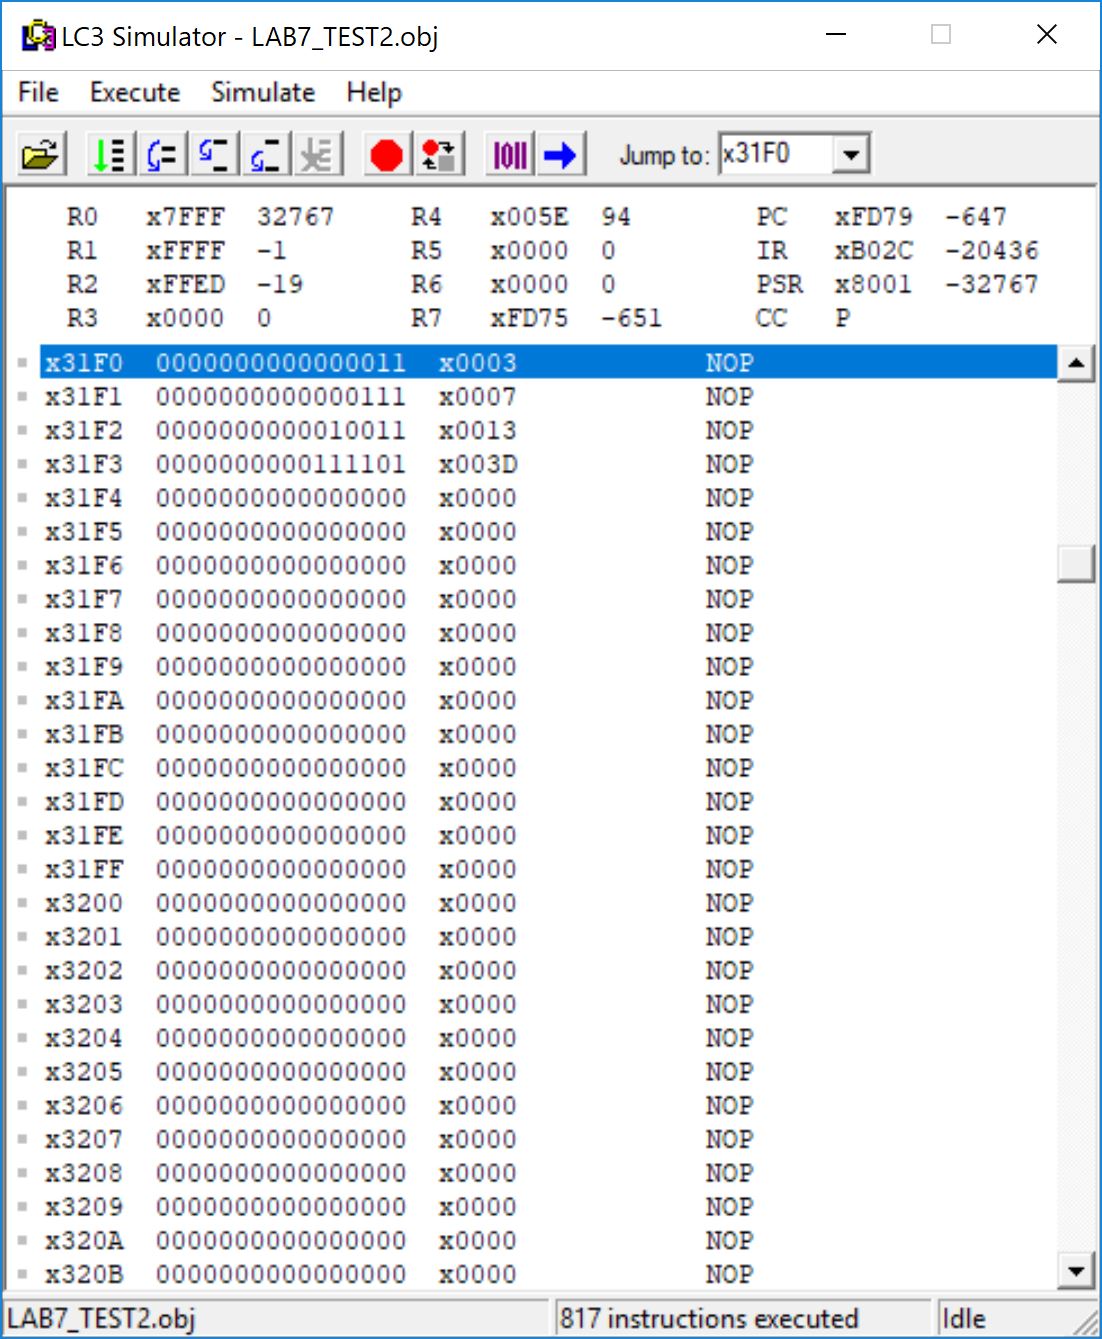 LC3 Simulator - LAB7_TEST2.obj
File Execute Simulate Help
Jump to: x31F0
R0 x7FFF 32767 R4 x005E 94 PC xFD79 -647
R1 xFFFF -1 R5 x0000 0 IR xB02C -20436
R2 xFFED -19 R6 x0000 0 PSR x8001 -32767
R3 x0000 0 R7 xFD75 -651 CC P
x31F0 0000000000000011 x0003 NOP
x31F1 0000000000000111 x0007 NOP
x31F2 0000000000010011 x0013 NOP
x31F3 0000000000111101 x003D NOP
x31F4 0000000000000000 x0000 NOP
x31F5 0000000000000000 x0000 NOP
x31F6 0000000000000000 x0000 NOP
x31F7 0000000000000000 x0000 NOP
x31F8 0000000000000000 x0000 NOP
x31F9 0000000000000000 x0000 NOP
x31FA 0000000000000000 x0000 NOP
x31FB 0000000000000000 x0000 NOP
x31FC 0000000000000000 x0000 NOP
x31FD 0000000000000000 x0000 NOP
x31FE 0000000000000000 x0000 NOP
x31FF 0000000000000000 x0000 NOP
x3200 0000000000000000 x0000 NOP
x3201 0000000000000000 x0000 NOP
x3202 0000000000000000 x0000 NOP
x3203 0000000000000000 x0000 NOP
x3204 0000000000000000 x0000 NOP
x3205 0000000000000000 x0000 NOP
x3206 0000000000000000 x0000 NOP
x3207 0000000000000000 x0000 NOP
x3208 0000000000000000 x0000 NOP
x3209 0000000000000000 x0000 NOP
x320A 0000000000000000 x0000 NOP
x320B 0000000000000000 x0000 NOP
LAB7_TEST2.obj 817 instructions executed Idle